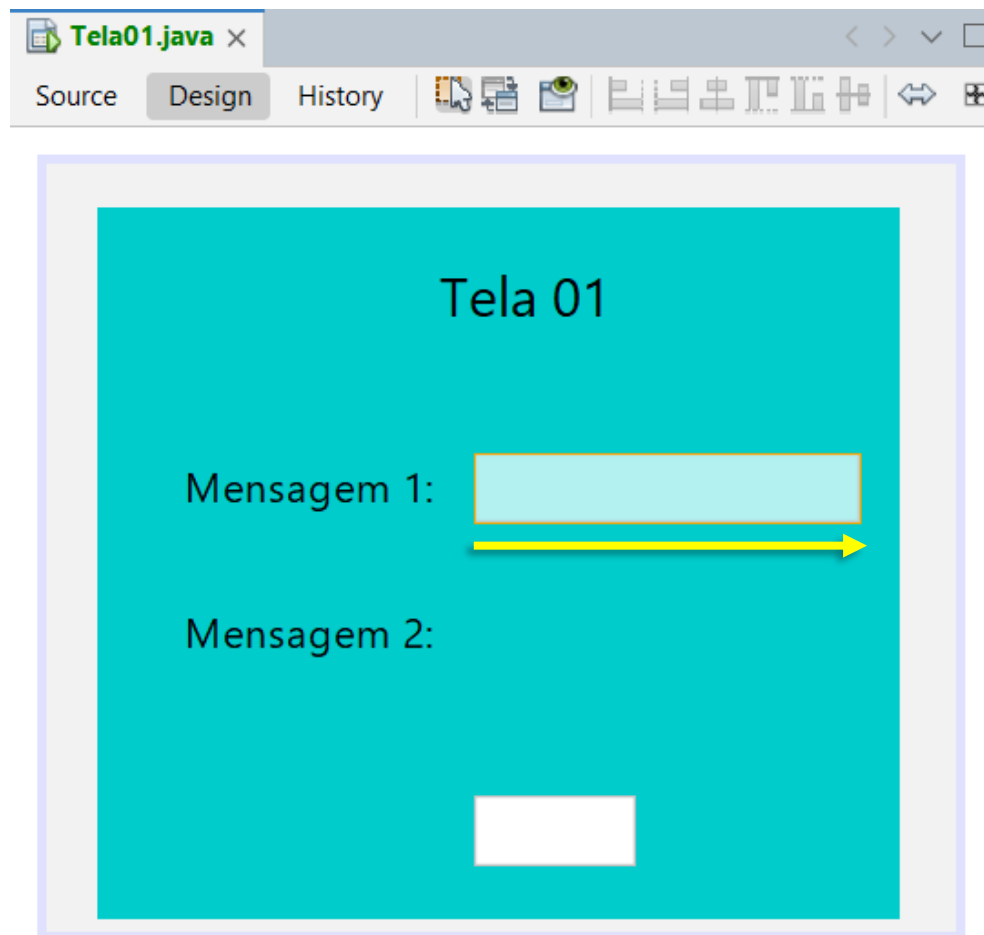 Tela01.java
Source Design History
Tela 01
Mensagem 1:
Mensagem 2: